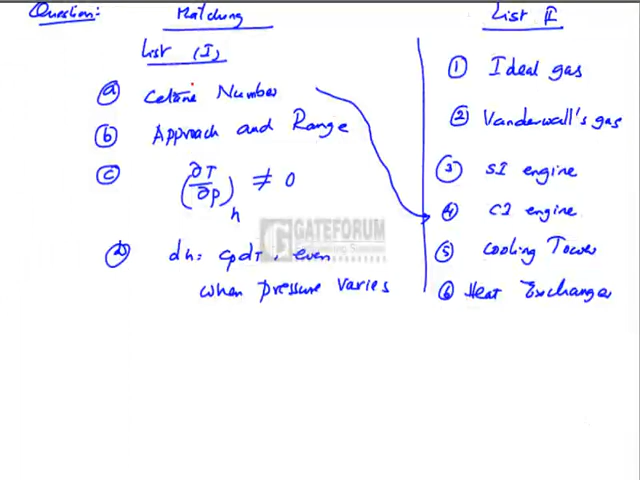 Question:
Matching
List (I)
List II
(a) Cetane Number
(b) Approach and Range
(c) (∂T/∂p)h ≠ 0
(d) dh = cpdT, even
when pressure varies
(1) Ideal gas
(2) Vanderwall's gas
(3) SI engine
(4) CI engine
(5) Cooling Tower
(6) Heat Exchanger
GATEFORUM